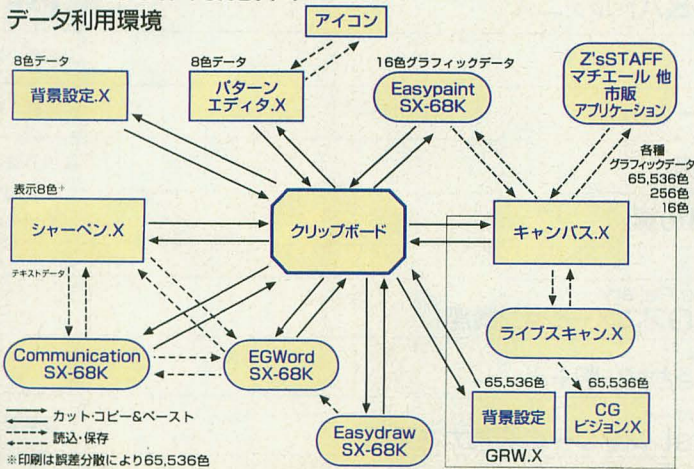 データ利用環境
アイコン
8色データ
背景設定.X
8色データ
パターン
エディタ.X
16色グラフィックデータ
Easypaint
SX-68K
Z'sSTAFF
マチエール 他
市販
アプリケーション
各種
グラフィックデータ
65,536色
256色
16色
表示8色+
シャーペン.X
クリップボード
キャンバス.X
テキストデータ
ライブスキャン.X
Communication
SX-68K
EGWord
SX-68K
Easydraw
SX-68K
65,536色
背景設定
65,536色
CG
ビジョン.X
GRW.X
カット・コピー&ペースト
読込・保存
※印刷は誤差分散により65,536色